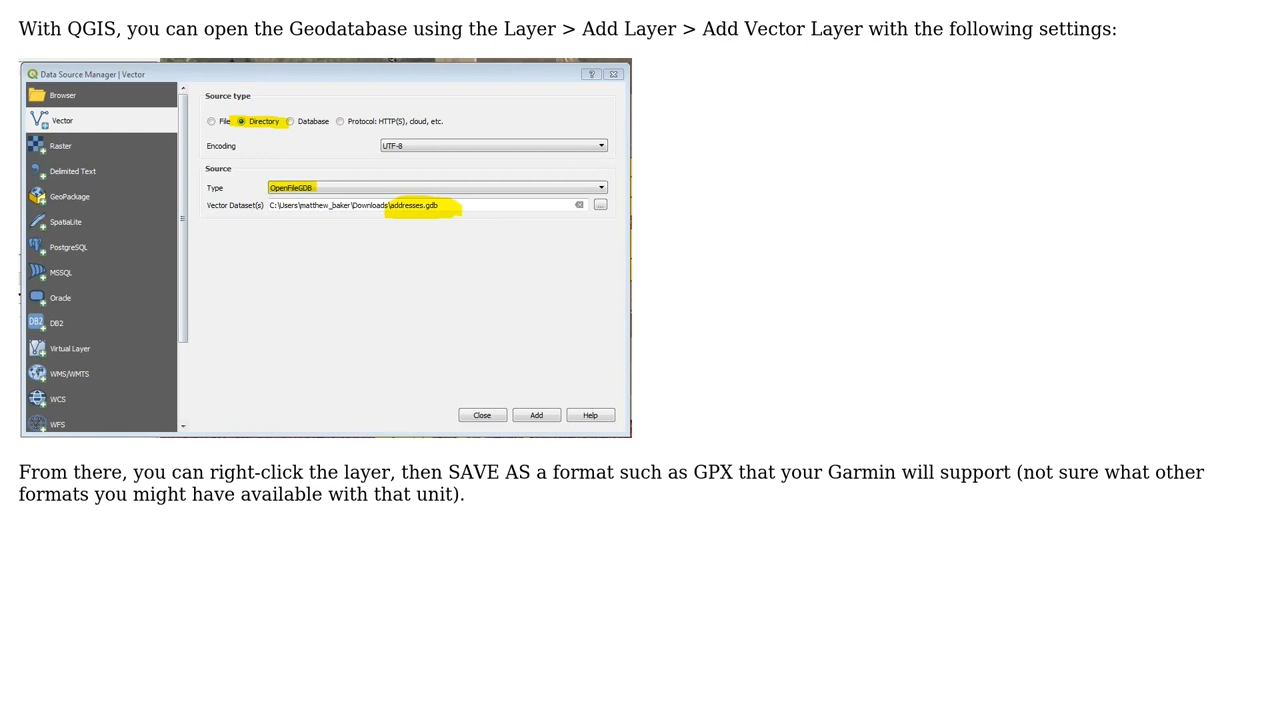 With QGIS, you can open the Geodatabase using the Layer > Add Layer > Add Vector Layer with the following settings:
Data Source Manager | Vector
Browser
Vector
Raster
Delimited Text
GeoPackage
SpatiaLite
PostgreSQL
MSSQL
Oracle
DB2 DB2
Virtual Layer
WMS/WMTS
WCS
WFS
Source type
File Directory Database Protocol: HTTP(S), cloud, etc.
Encoding UTF-8
Source
Type OpenFileGDB
Vector Dataset(s) C:\Users\matthew_baker\Downloads\addresses.gdb ...
Close Add Help
From there, you can right-click the layer, then SAVE AS a format such as GPX that your Garmin will support (not sure what other
formats you might have available with that unit).